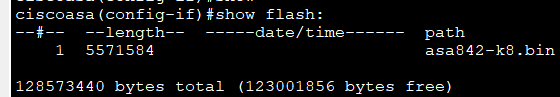 ciscoasa(config-if)#show flash:
--#--  --length--  -----date/time------  path
    1  5571584                           asa842-k8.bin

128573440 bytes total (123001856 bytes free)